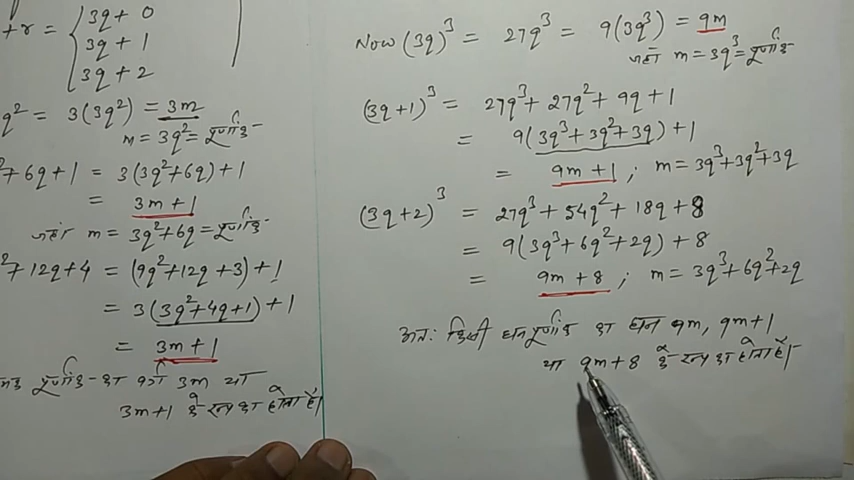 +r = { 3q + 0
3q + 1
3q + 2
q² = 3(3q²) = 3m
m = 3q² = पूर्णांक
²+6q+1 = 3(3q²+6q)+1
= 3m+1
जहां m = 3q²+6q = पूर्णांक
²+12q+4 = (9q²+12q+3)+1
= 3(3q²+4q+1)+1
= 3m+1
पूर्णांक का वर्ग 3m या
3m+1 के रूप का होता है।
Now (3q)³ = 27q³ = 9(3q³) = 9m
जहाँ m = 3q³ = पूर्णांक
(3q+1)³ = 27q³+27q²+9q+1
= 9(3q³+3q²+3q)+1
= 9m+1 ; m = 3q³+3q²+3q
(3q+2)³ = 27q³+54q²+18q+8
= 9(3q³+6q²+2q)+8
= 9m+8 ; m = 3q³+6q²+2q
अतः किसी धनपूर्णांक का घन 9m, 9m+1
या 9m+8 के रूप का होता है।